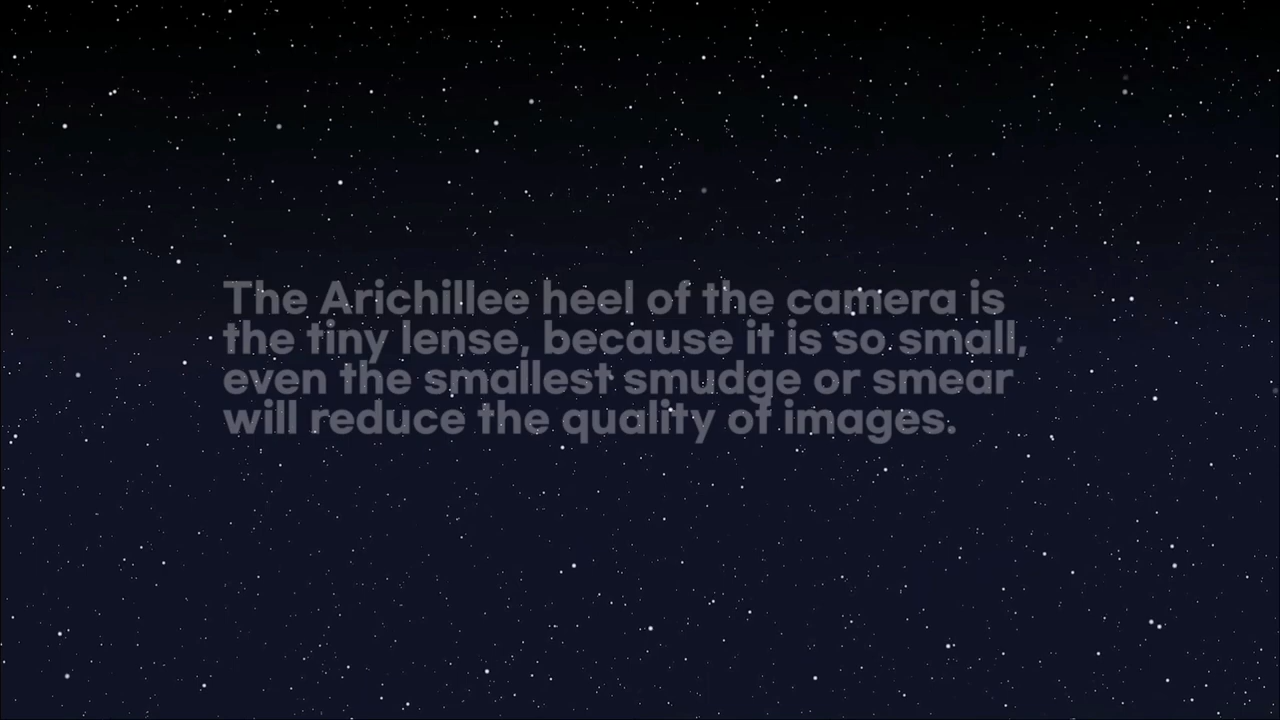 The Arichillee heel of the camera is
the tiny lense, because it is so small,
even the smallest smudge or smear
will reduce the quality of images.